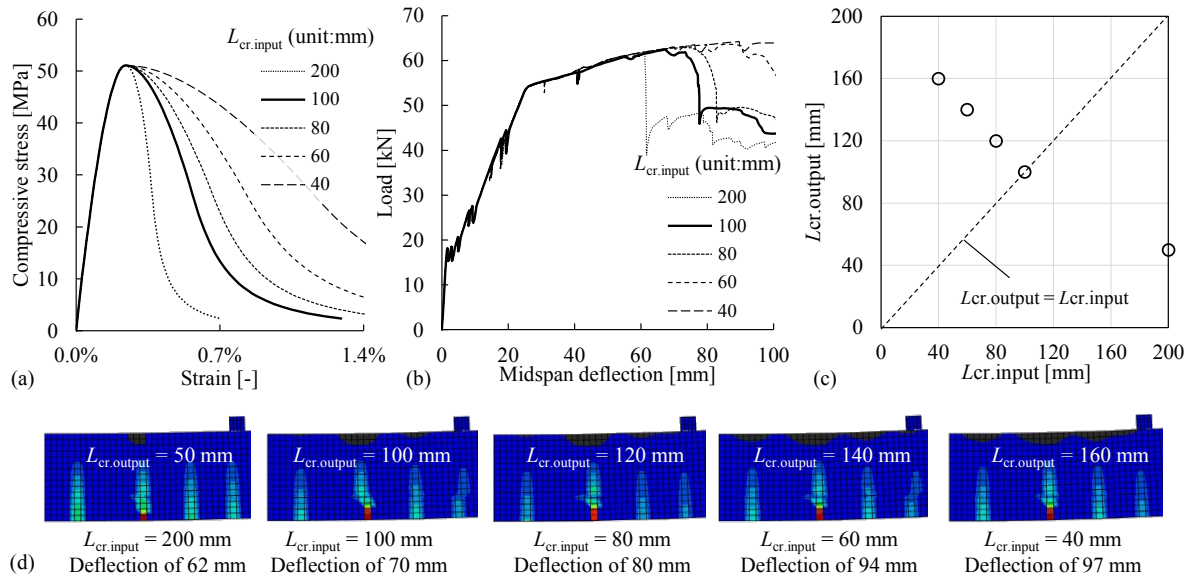 60
50
40
30
20
10
0
Compressive stress [MPa]
0.0%
0.7%
1.4%
Strain [-]
Lcr.input (unit:mm)
200
100
80
60
40
(a)
70
60
50
40
30
20
10
0
Load [kN]
0
20
40
60
80
100
Midspan deflection [mm]
Lcr.input (unit:mm)
200
100
80
60
40
(b)
200
160
120
80
40
0
Lcr.output [mm]
0
40
80
120
160
200
Lcr.input [mm]
Lcr.output = Lcr.input
(c)
Lcr.output = 50 mm
Lcr.output = 100 mm
Lcr.output = 120 mm
Lcr.output = 140 mm
Lcr.output = 160 mm
Lcr.input = 200 mm
Lcr.input = 100 mm
Lcr.input = 80 mm
Lcr.input = 60 mm
Lcr.input = 40 mm
(d)
Deflection of 62 mm
Deflection of 70 mm
Deflection of 80 mm
Deflection of 94 mm
Deflection of 97 mm